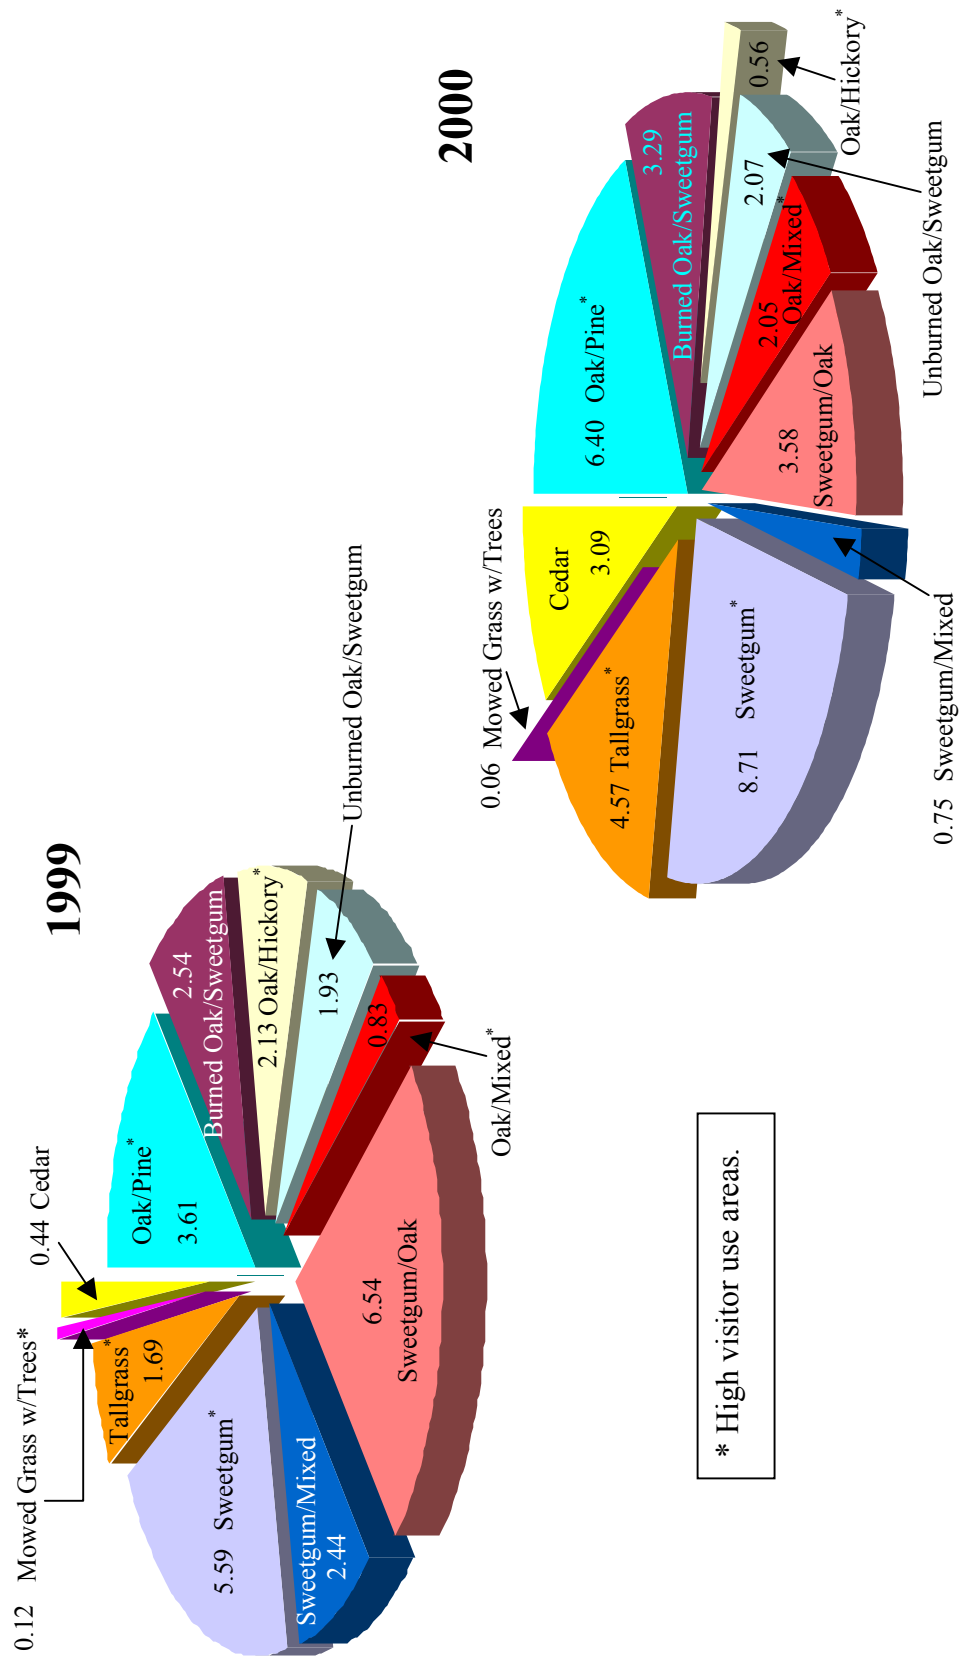 1999
0.12 Mowed Grass w/Trees*
0.44 Cedar
Oak/Pine*
3.61
2.54
Burned Oak/Sweetgum
2.13 Oak/Hickory*
1.93
Unburned Oak/Sweetgum
0.83
Oak/Mixed*
6.54
Sweetgum/Oak
Sweetgum/Mixed
2.44
5.59 Sweetgum*
Tallgrass*
1.69
2000
0.06 Mowed Grass w/Trees
Cedar
3.09
6.40 Oak/Pine*
3.29
Burned Oak/Sweetgum
0.56
Oak/Hickory*
2.07
Unburned Oak/Sweetgum
2.05
Oak/Mixed*
3.58
Sweetgum/Oak
0.75 Sweetgum/Mixed
8.71 Sweetgum*
4.57 Tallgrass*
* High visitor use areas.